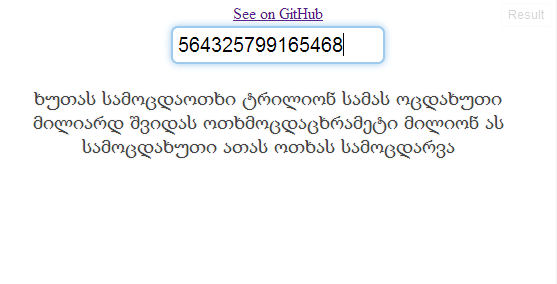 See on GitHub
Result
564325799165468
ხუთას სამოცდაოთხი ტრილიონ სამას ოცდახუთი
მილიარდ შვიდას ოთხმოცდაცხრამეტი მილიონ ას
სამოცდახუთი ათას ოთხას სამოცდარვა